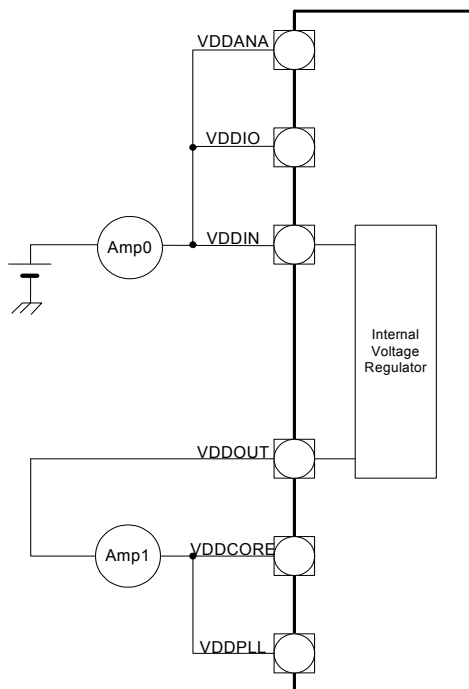 VDDANA
VDDIO
Amp0
VDDIN
Internal
Voltage
Regulator
VDDOUT
Amp1
VDDCORE
VDDPLL